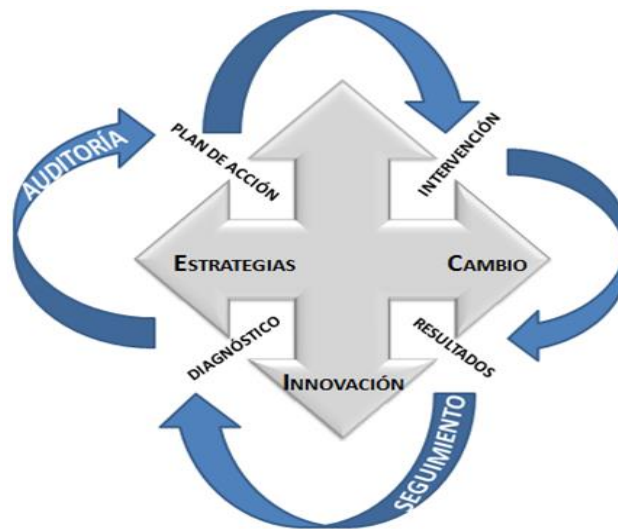 AUDITORÍA
PLAN DE ACCIÓN
INTERVENCIÓN
ESTRATEGIAS
CAMBIO
DIAGNÓSTICO
RESULTADOS
INNOVACIÓN
SEGUIMIENTO